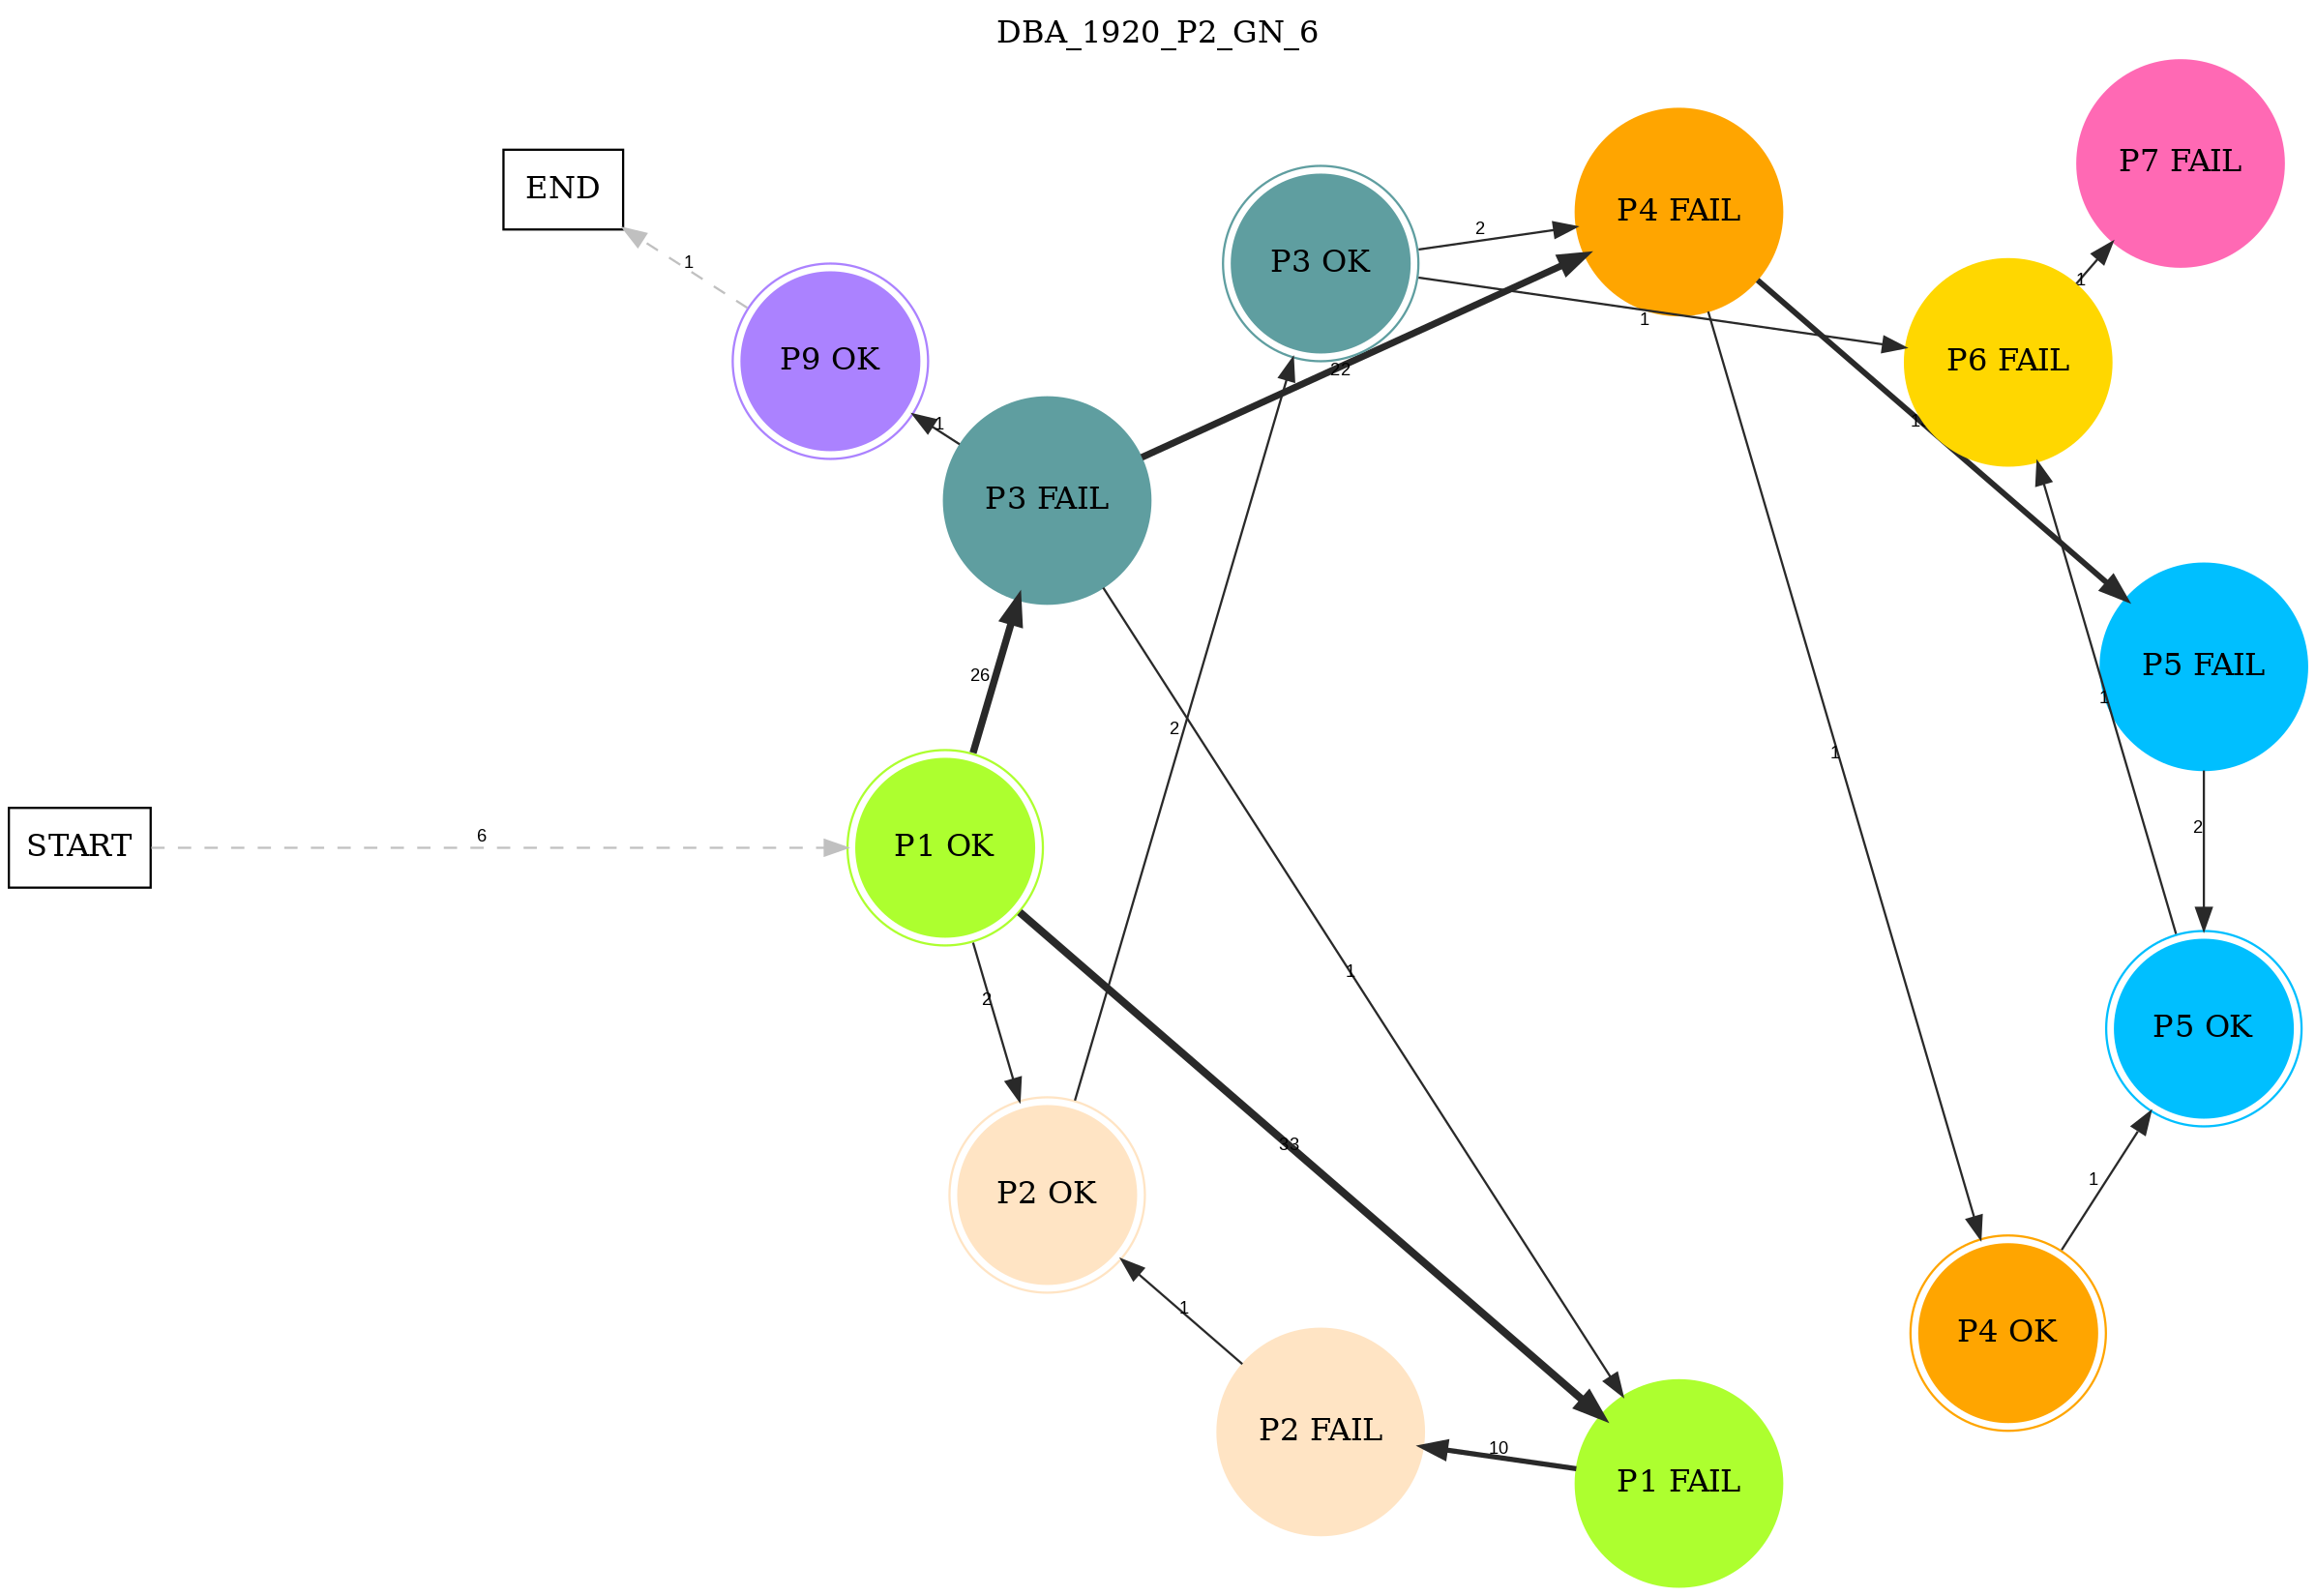 DBA_1920_P2_GN_6
P7 FAIL
END
1
P4 FAIL
P3 OK
2
1
P9 OK
1
22
P6 FAIL
1
P3 FAIL
26
P5 FAIL
1
2
2
1
START
6
P1 OK
1
P5 OK
2
33
1
P2 OK
1
P4 OK
1
P2 FAIL
10
P1 FAIL